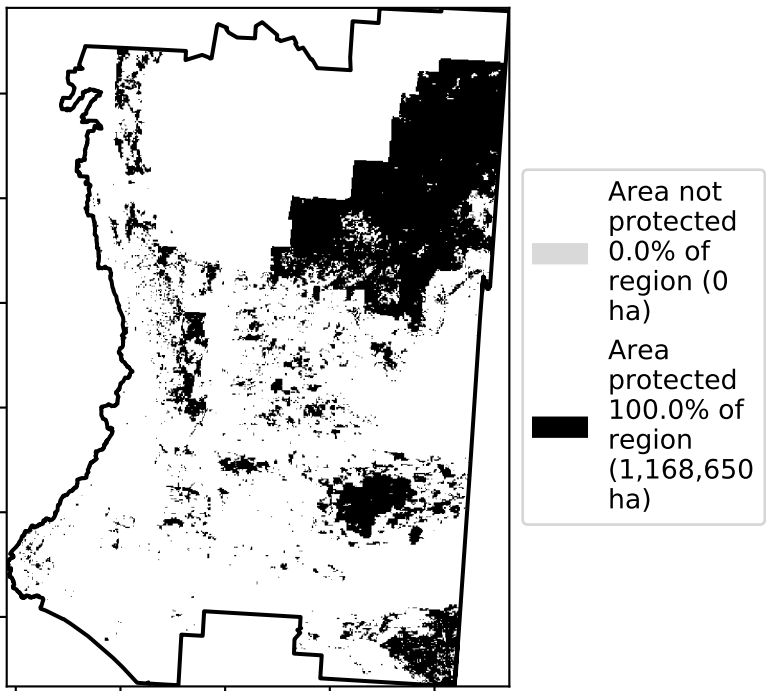 Area not
protected
0.0% of
region (0
ha)
Area
protected
100.0% of
region
(1,168,650
ha)